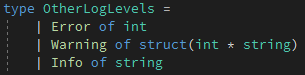 type OtherLogLevels =
| Error of int
| Warning of struct(int * string)
| Info of string